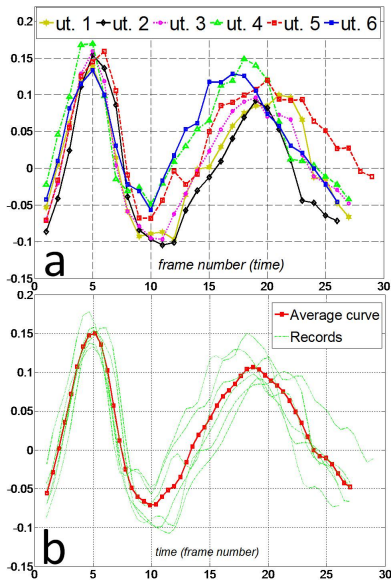 0.2
ut. 1 ut. 2 ut. 3 ut. 4 ut. 5 ut. 6
0.15
0.1
0.05
0
-0.05
-0.1
-0.15
a
frame number (time)
0 5 10 15 20 25 29
0.2
Average curve
Records
0.15
0.1
0.05
0
-0.05
-0.1
-0.15
b
time (frame number)
0 5 10 15 20 25 30